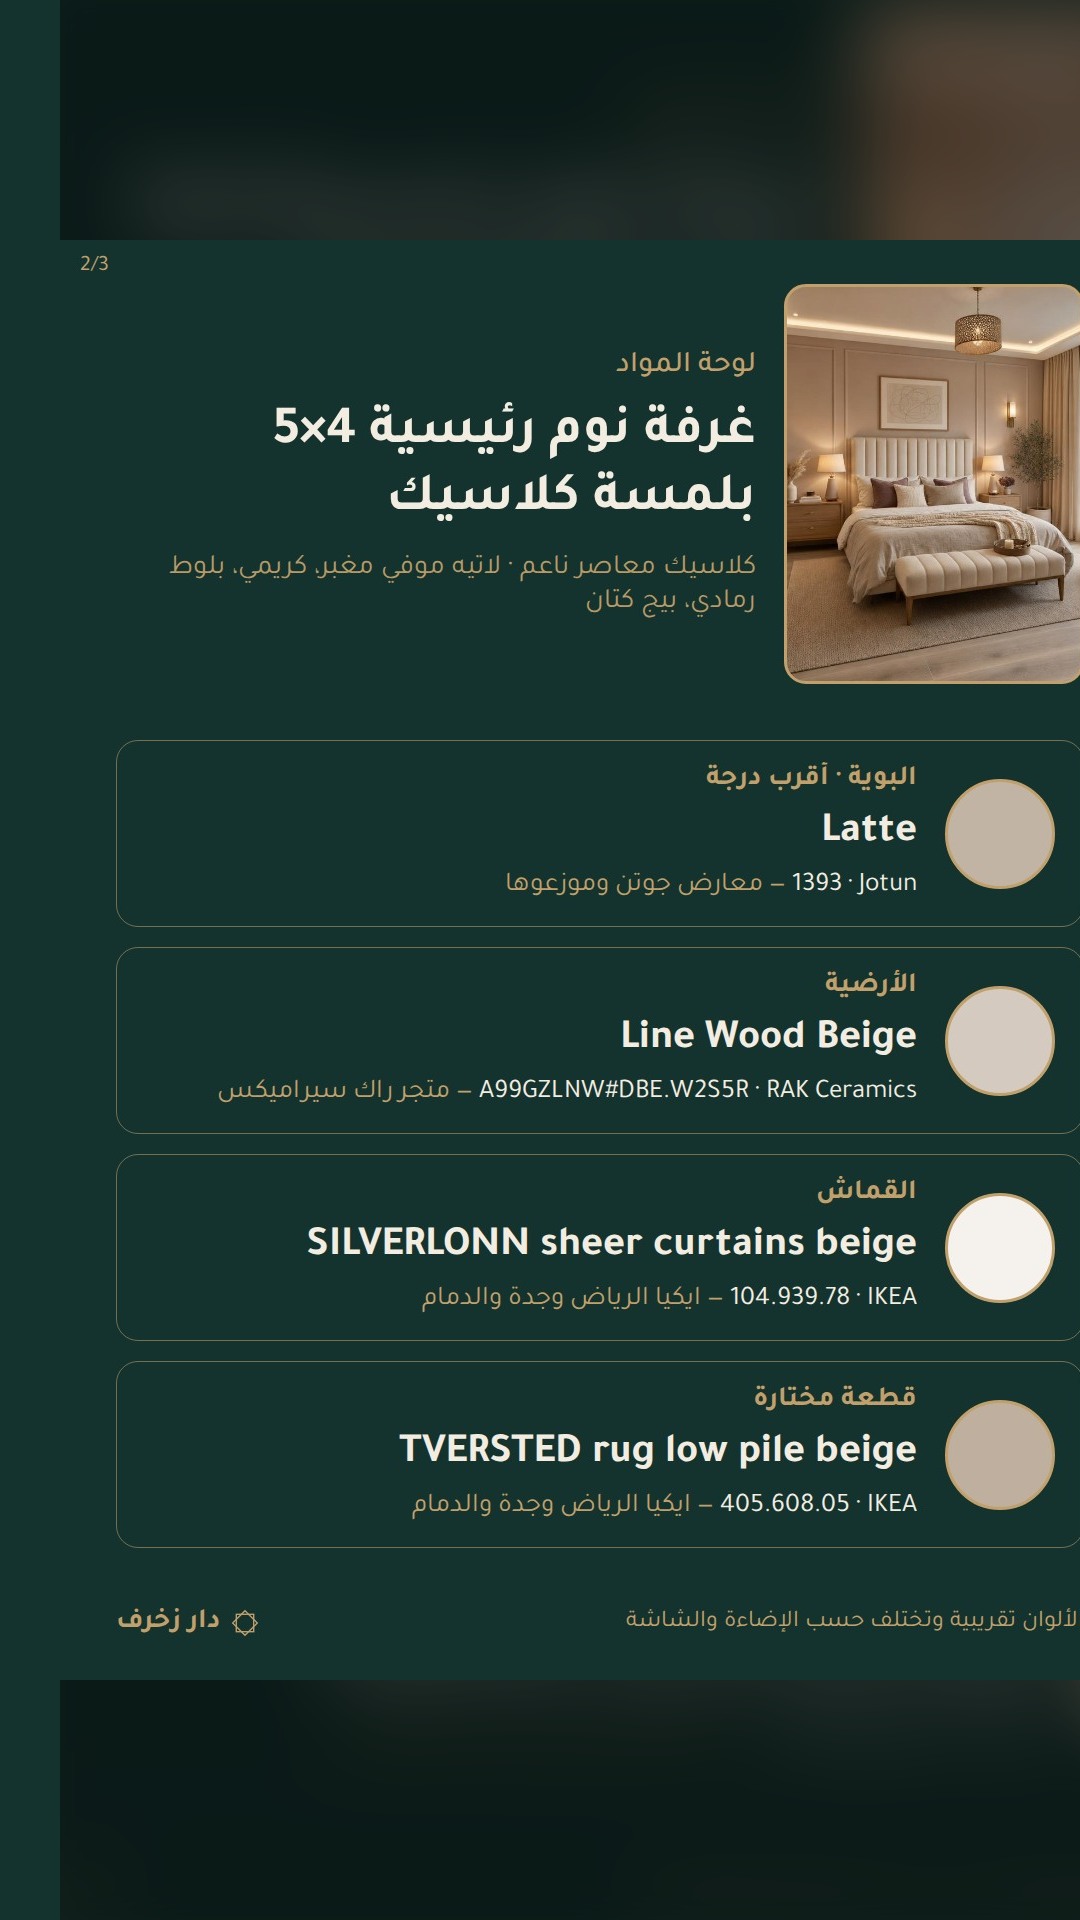 2/3
لوحة المواد
غرفة نوم رئيسية 4×5
بلمسة كلاسيك
كلاسيك معاصر ناعم · لاتيه موفي مغبر، كريمي، بلوط
رمادي، بيج كتان
البوية · أقرب درجة
Latte
Jotun · 1393 – معارض جوتن وموزعوها
الأرضية
Line Wood Beige
RAK Ceramics · A99GZLNW#DBE.W2S5R – متجر راك سيراميكس
القماش
SILVERLONN sheer curtains beige
IKEA · 104.939.78 – ايكيا الرياض وجدة والدمام
قطعة مختارة
TVERSTED rug low pile beige
IKEA · 405.608.05 – ايكيا الرياض وجدة والدمام
لألوان تقريبية وتختلف حسب الإضاءة والشاشة
دار زخرف